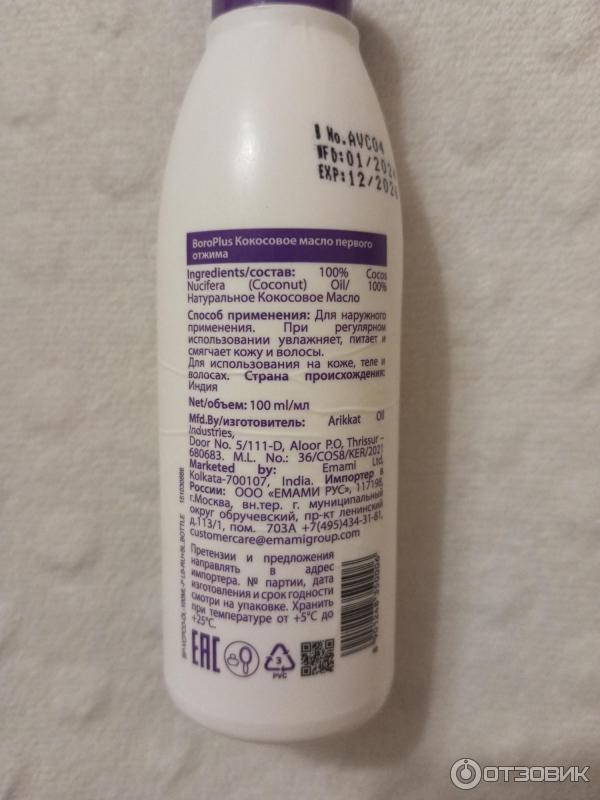 B No.AVC04
MFD:01/202
EXP:12/202
BoroPlus Кокосовое масло первого
отжима
Ingredients/состав: 100% Cocos
Nucifera (Coconut) Oil/ 100%
Натуральное Кокосовое Масло
Способ применения: Для наружного
применения. При регулярном
использовании увлажняет, питает и
смягчает кожу и волосы.
Для использования на коже, теле и
волосах. Страна происхождения:
Индия
Net/объем: 100 ml/мл
Mfd.By/изготовитель: Arikkat Oil
Industries,
Door No. 5/111-D, Aloor P.O, Thrissur –
680683. M.L. No.: 36/COS8/KER/2021
Marketed by: Emami Ltd,
Kolkata-700107, India. Импортер в
России: ООО «ЕМАМИ РУС», 117198,
г.Москва, вн.тер. г. муниципальный
округ обручевский, пр-кт ленинский
д.113/1, пом. 703А +7(495)434-31-81,
customercare@emamigroup.com
Претензии и предложения
направлять в адрес
импортера. № партии, дата
изготовления и срок годности
смотри на упаковке. Хранить
при температуре от +5°C до
+25°C.
EAC
3
PVC
ОТЗОВИК